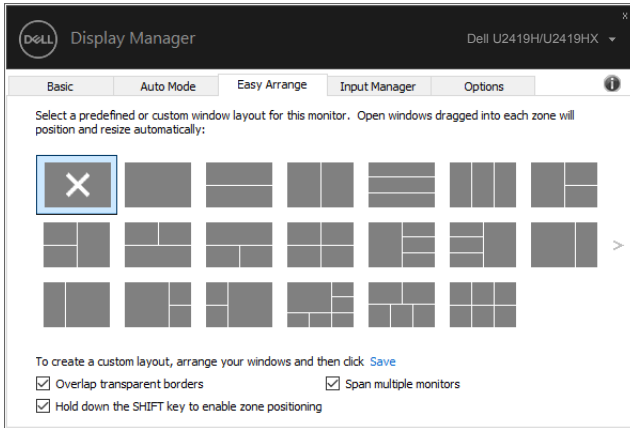 x
DELL Display Manager Dell U2419H/U2419HX
Basic Auto Mode Easy Arrange Input Manager Options i
Select a predefined or custom window layout for this monitor. Open windows dragged into each zone will
position and resize automatically:
>
To create a custom layout, arrange your windows and then click Save
Overlap transparent borders Span multiple monitors
Hold down the SHIFT key to enable zone positioning